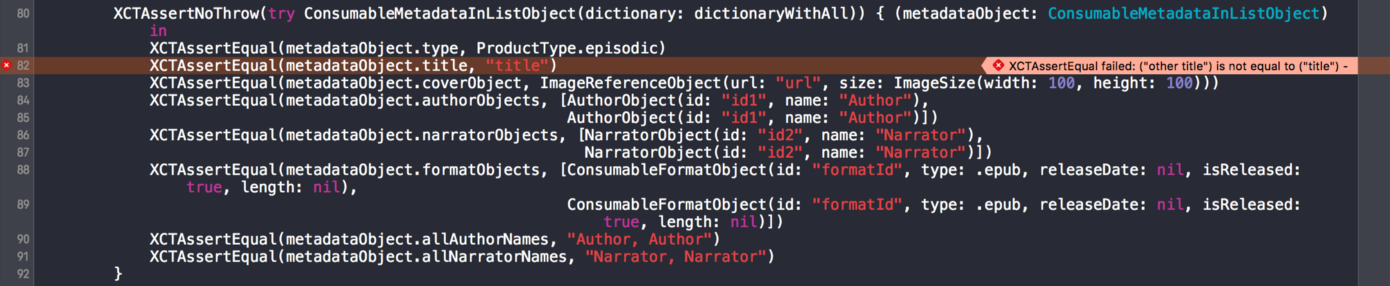 80 XCTAssertNoThrow(try ConsumableMetadataInListObject(dictionary: dictionaryWithAll)) { (metadataObject: ConsumableMetadataInListObject)
in
81 XCTAssertEqual(metadataObject.type, ProductType.episodic)
82 XCTAssertEqual(metadataObject.title, "title") XCTAssertEqual failed: ("other title") is not equal to ("title") -
83 XCTAssertEqual(metadataObject.coverObject, ImageReferenceObject(url: "url", size: ImageSize(width: 100, height: 100)))
84 XCTAssertEqual(metadataObject.authorObjects, [AuthorObject(id: "id1", name: "Author"),
85 AuthorObject(id: "id1", name: "Author")])
86 XCTAssertEqual(metadataObject.narratorObjects, [NarratorObject(id: "id2", name: "Narrator"),
87 NarratorObject(id: "id2", name: "Narrator")])
88 XCTAssertEqual(metadataObject.formatObjects, [ConsumableFormatObject(id: "formatId", type: .epub, releaseDate: nil, isReleased:
true, length: nil),
89 ConsumableFormatObject(id: "formatId", type: .epub, releaseDate: nil, isReleased:
true, length: nil)])
90 XCTAssertEqual(metadataObject.allAuthorNames, "Author, Author")
91 XCTAssertEqual(metadataObject.allNarratorNames, "Narrator, Narrator")
92 }